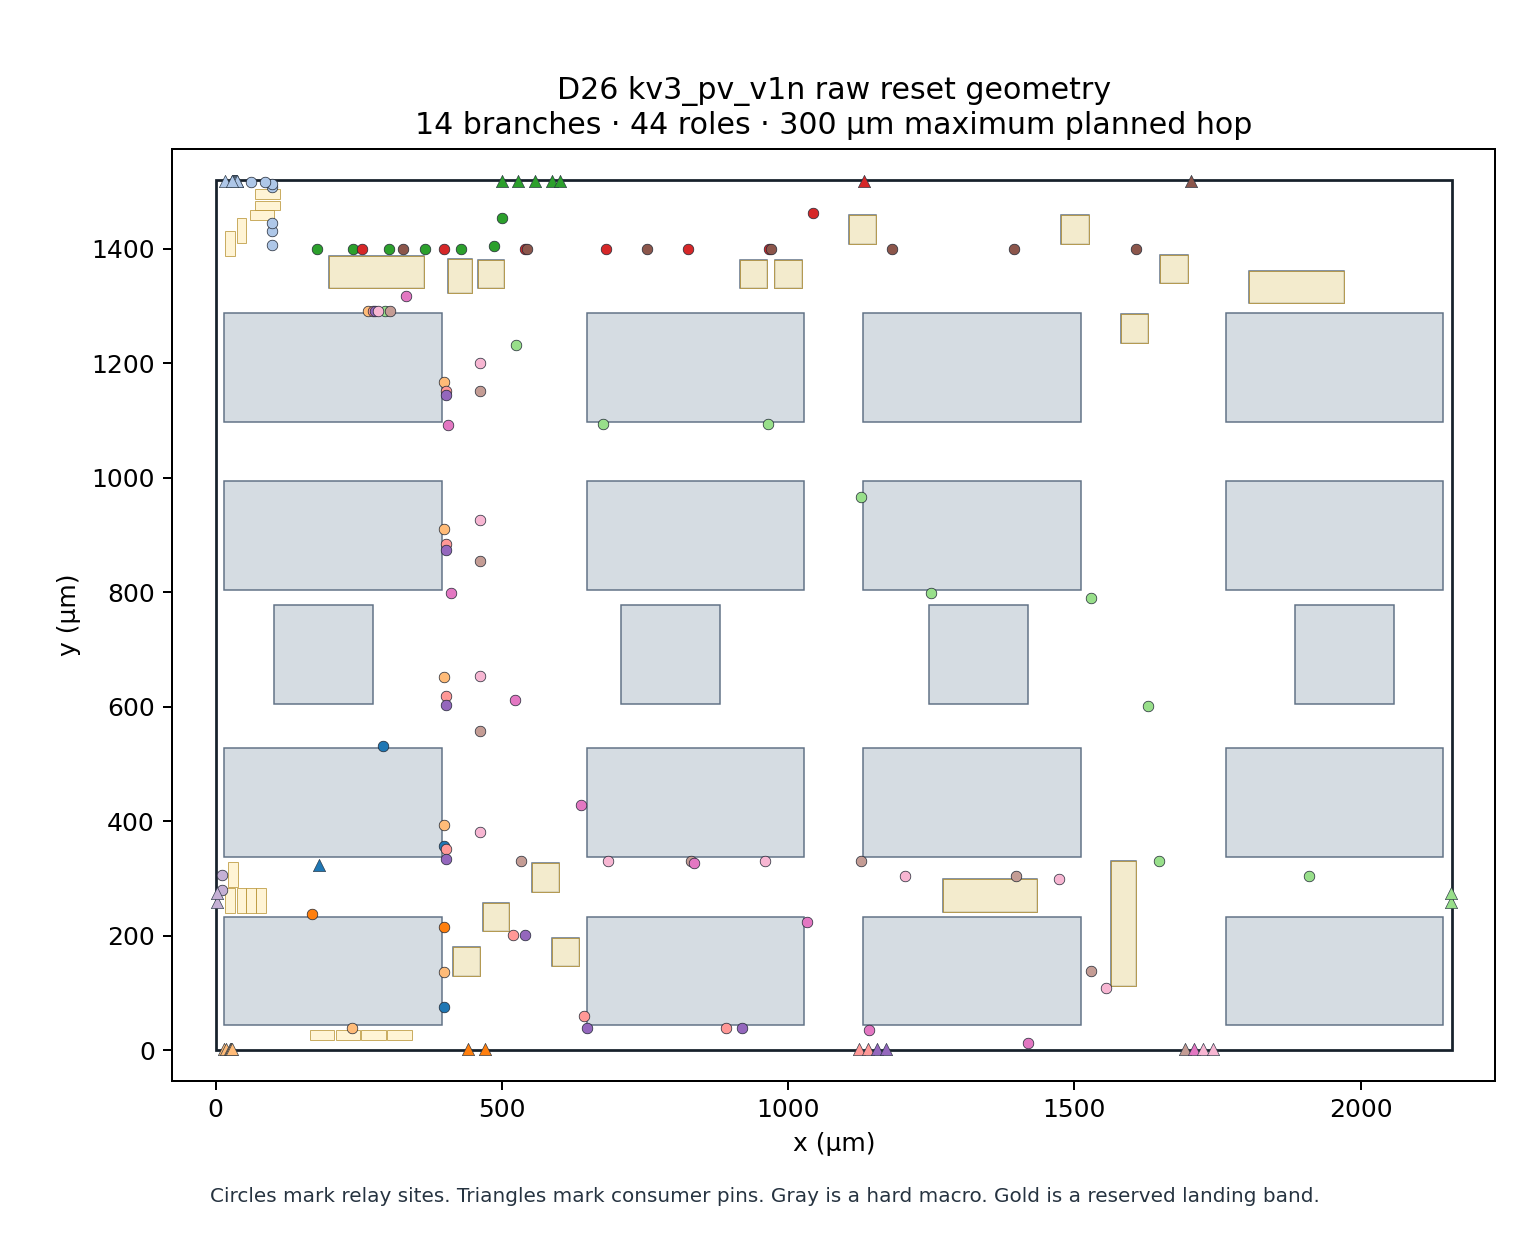 D26 kv3_pv_v1n raw reset geometry
14 branches · 44 roles · 300 µm maximum planned hop
1400
1200
1000
800
600
400
200
0
y (µm)
0 500 1000 1500 2000
x (µm)
Circles mark relay sites. Triangles mark consumer pins. Gray is a hard macro. Gold is a reserved landing band.